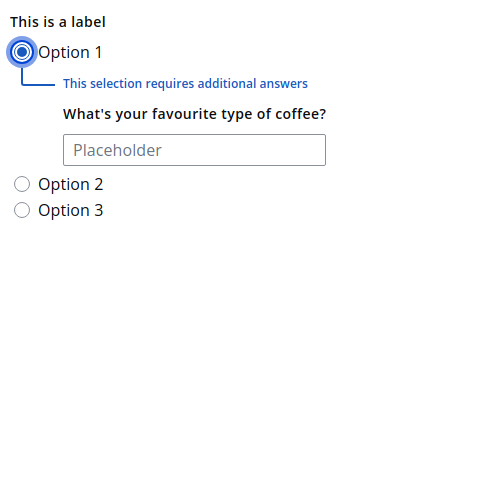 This is a label
Option 1
This selection requires additional answers
What's your favourite type of coffee?
Placeholder
Option 2
Option 3